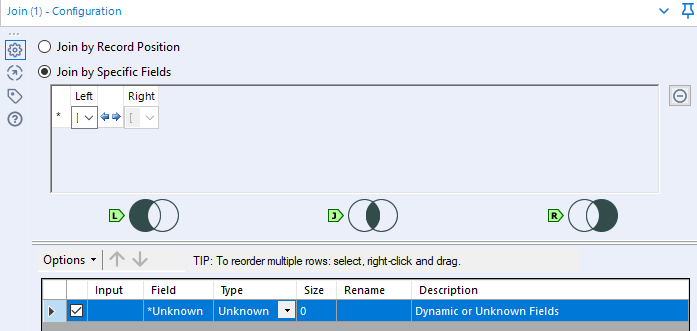 Join (1) - Configuration
Join by Record Position
Join by Specific Fields
Left Right
* [ [
L J R
Options TIP: To reorder multiple rows: select, right-click and drag.
Input Field Type Size Rename Description
*Unknown Unknown 0 Dynamic or Unknown Fields